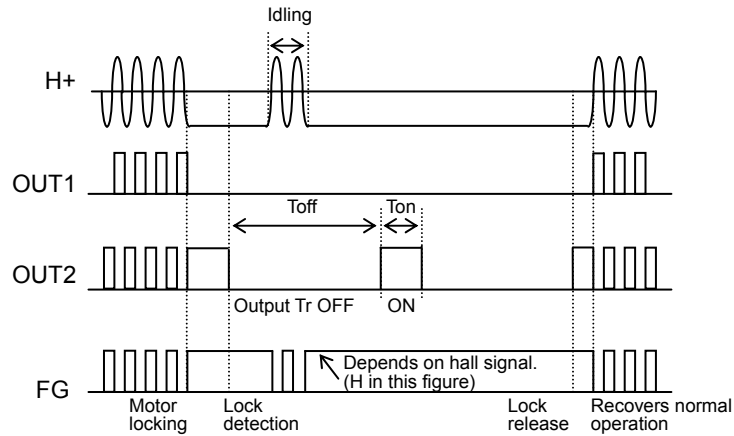 Idling
H+
OUT1
Toff
Ton
OUT2
Output Tr OFF
ON
Depends on hall signal.
(H in this figure)
FG
Motor
locking
Lock
detection
Lock
release
Recovers normal
operation